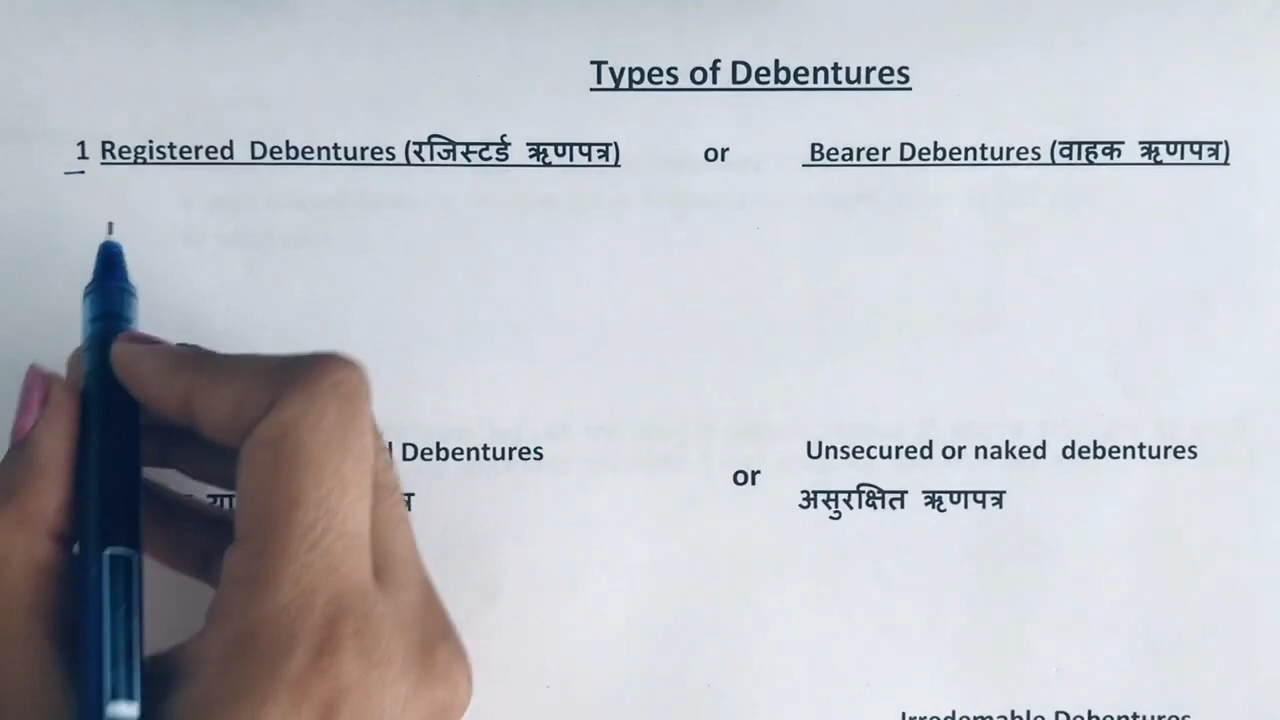 Types of Debentures
1 Registered Debentures (रजिस्टर्ड ऋणपत्र) or Bearer Debentures (वाहक ऋणपत्र)
Debentures or Unsecured or naked debentures
या असुरक्षित ऋणपत्र
Debentures